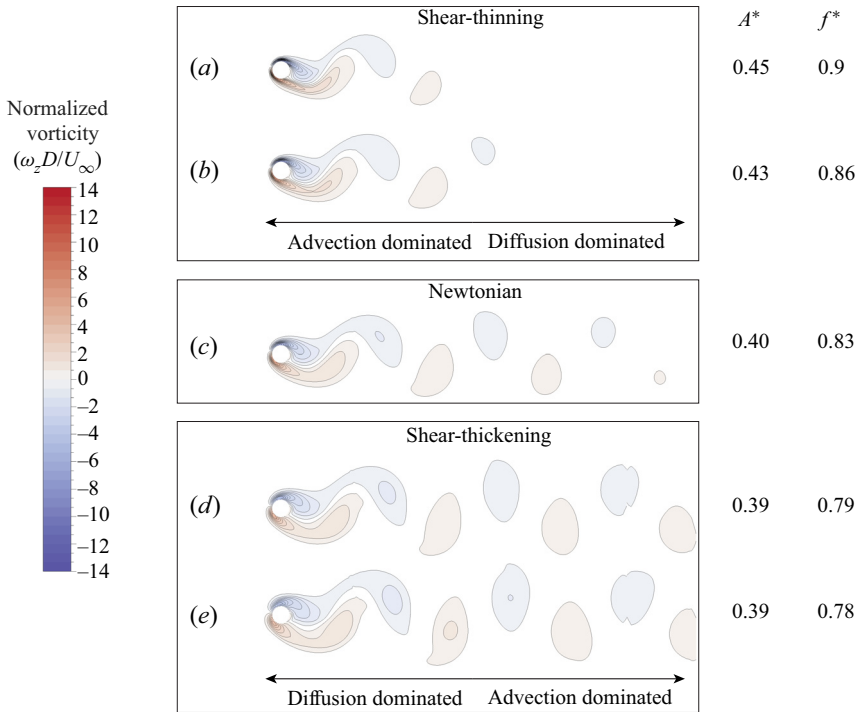 Shear-thinning
A* f*
(a) 0.45 0.9
(b) 0.43 0.86
Advection dominated Diffusion dominated
Normalized
vorticity
(ω_zD/U_∞)
14
10
8
6
4
2
0
–2
–4
–6
–8
–10
–12
–14
Newtonian
(c) 0.40 0.83
Shear-thickening
(d) 0.39 0.79
(e) 0.39 0.78
Diffusion dominated Advection dominated